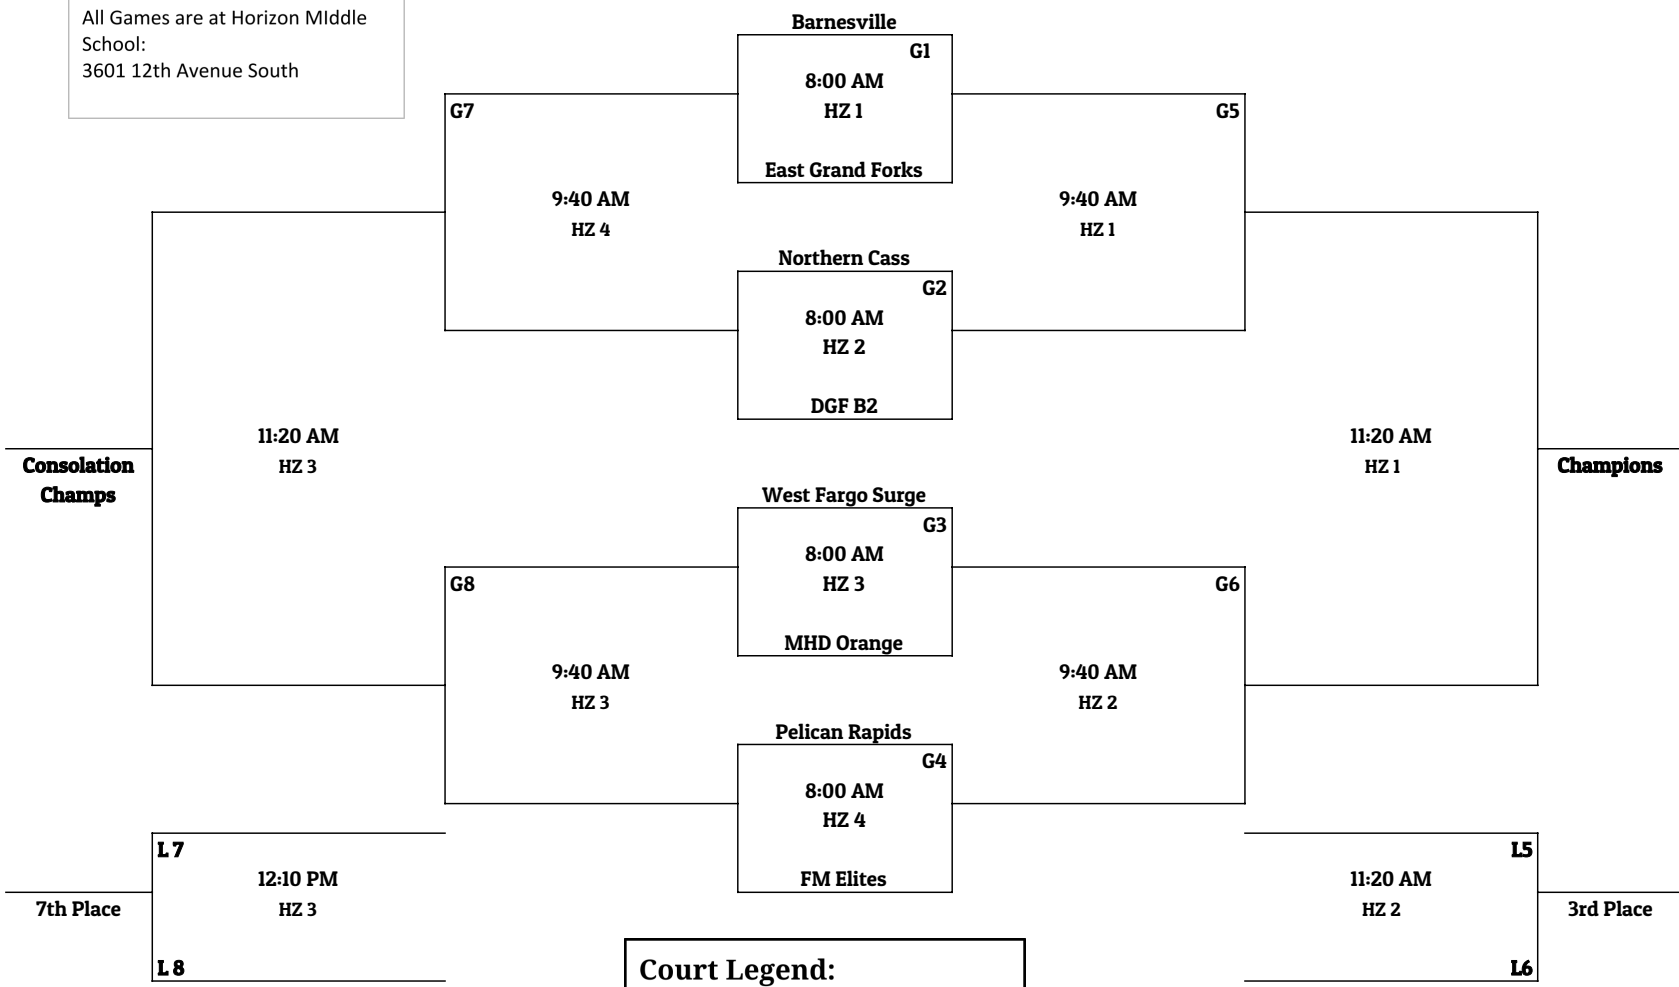 All Games are at Horizon MIddle
School:
3601 12th Avenue South
Barnesville
G1
8:00 AM
HZ 1
East Grand Forks
G7
9:40 AM
HZ 4
G5
9:40 AM
HZ 1
Northern Cass
G2
8:00 AM
HZ 2
DGF B2
11:20 AM
HZ 3
Consolation
Champs
11:20 AM
HZ 1
Champions
West Fargo Surge
G3
8:00 AM
HZ 3
MHD Orange
G8
9:40 AM
HZ 3
G6
9:40 AM
HZ 2
Pelican Rapids
G4
8:00 AM
HZ 4
FM Elites
L 7
12:10 PM
HZ 3
7th Place
L 8
L5
11:20 AM
HZ 2
3rd Place
L6
Court Legend: